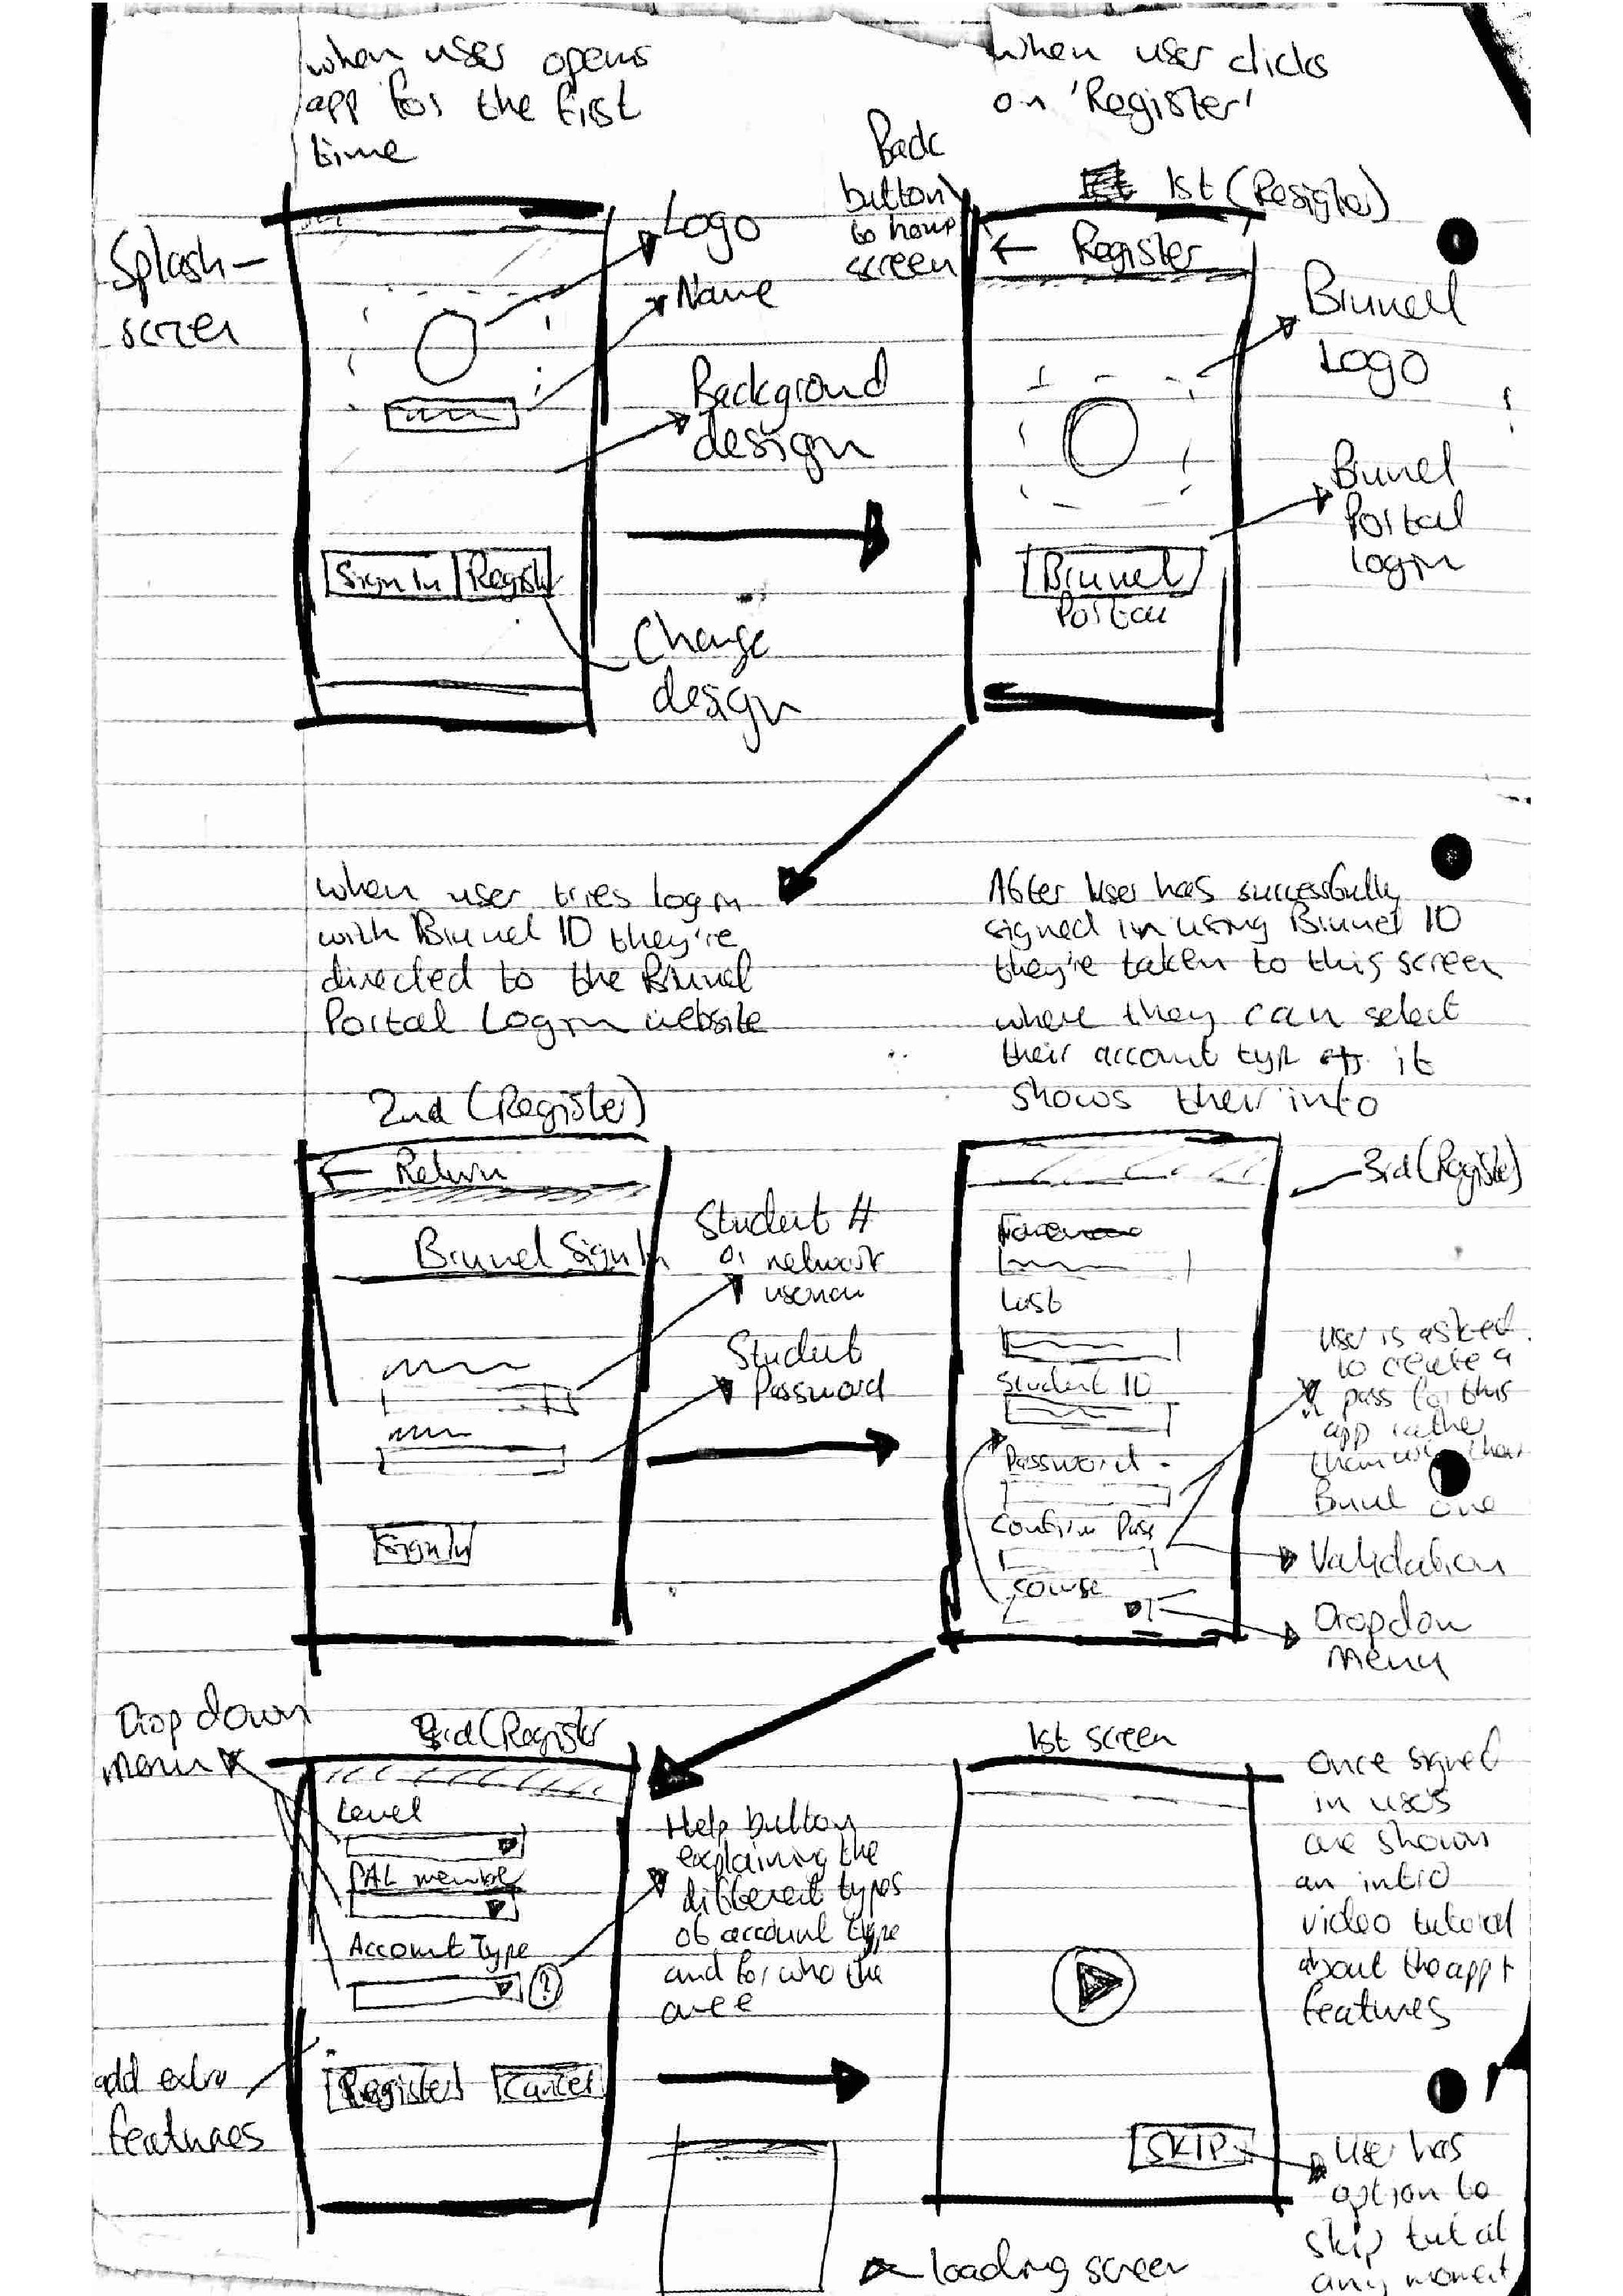 when user opens
app for the first
time
when user clicks
on 'Register'
Back
button
to home
screen
1st (Register)
Splash
screen
Logo
Name
Background
design
Sign In
Register
Change
design
← Register
Brunel
Logo
Brunel
Portal
login
Brunel
Portal
when user tries login
with Brunel ID they're
directed to the Brunel
Portal Login website
After user has successfully
signed in using Brunel ID
they're taken to this screen
where they can select
their account type it
shows their info
2nd (Register)
← Return
Brunel Sign In
Student #
or network
Student
Password
Sign In
3rd (Register)
Last
Student ID
Password
Confirm Pass
course
user is asked
to create a
pass for this
app rather
than use their
Brunel one
Validation
Dropdown
menu
Drop down
menu
3rd (Register
Level
PAL member
Account Type
?
Register
Cancel
add extra
features
Help button
explaining the
different types
of account type
and for who the
are
1st screen
SKIP
once signed
in users
are shown
an intro
video tutorial
about the app +
features
User has
option to
skip tut at
any moment
loading screen